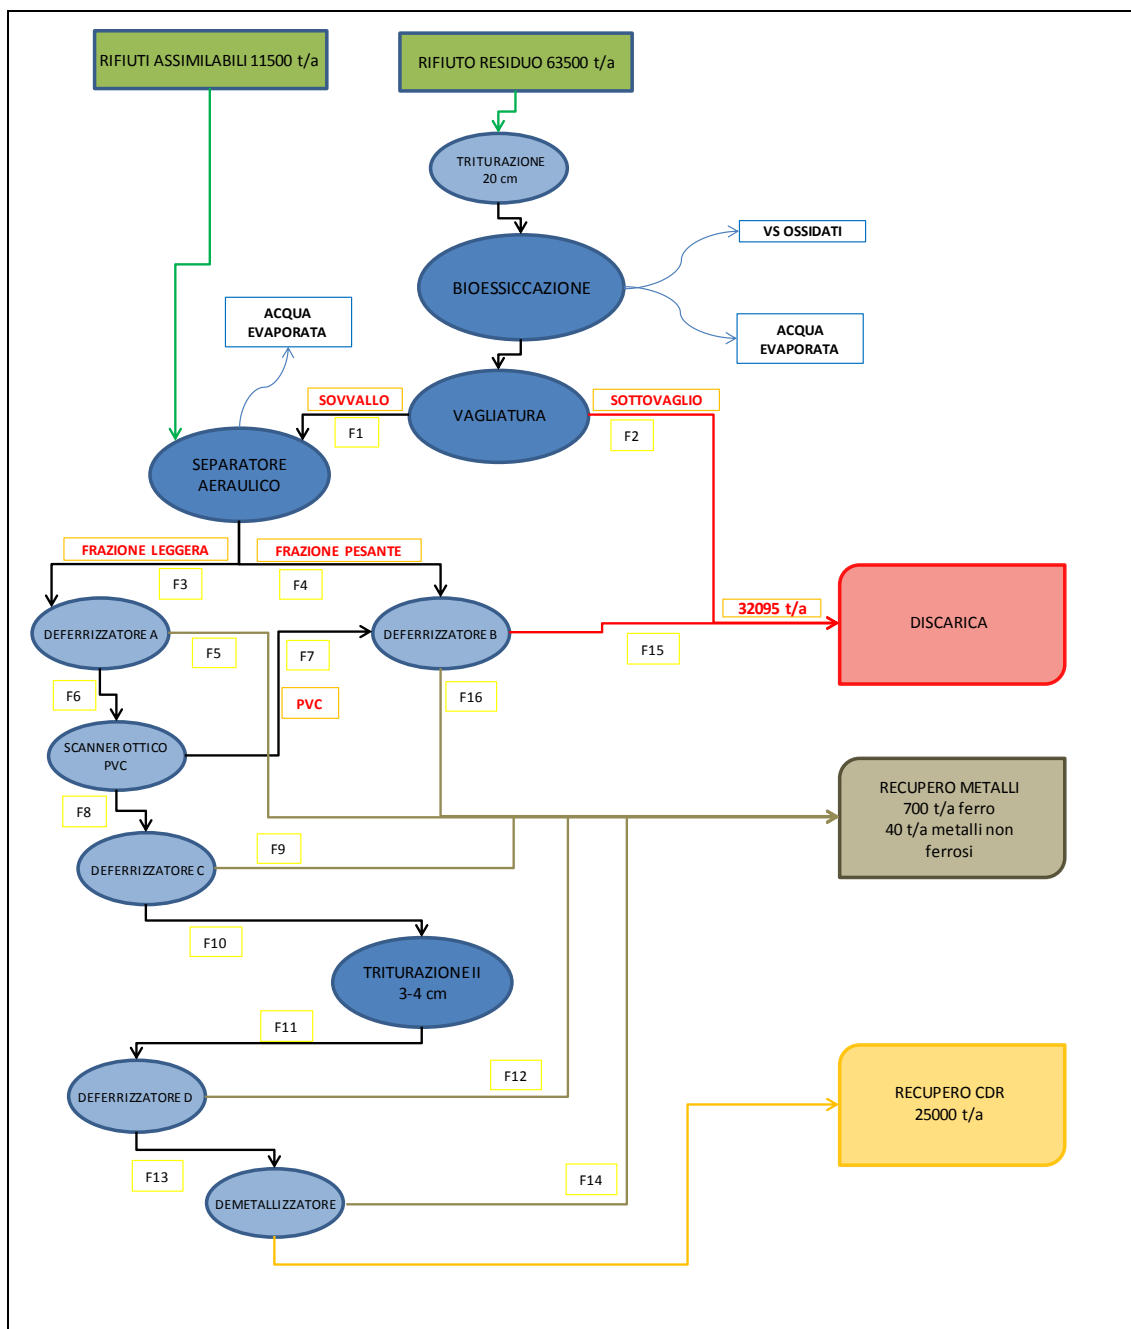 RIFIUTI ASSIMILABILI 11500 t/a
RIFIUTO RESIDUO 63500 t/a
TRITURAZIONE
20 cm
VS OSSIDATI
BIOESSICCAZIONE
ACQUA
EVAPORATA
ACQUA
EVAPORATA
SOVVALLO
SOTTOVAGLIO
VAGLIATURA
F1
F2
SEPARATORE
AERAULICO
FRAZIONE LEGGERA
FRAZIONE PESANTE
F3
F4
32095 t/a
DISCARICA
DEFERRIZZATORE A
DEFERRIZZATORE B
F5
F7
F15
F6
F16
PVC
SCANNER OTTICO
PVC
RECUPERO METALLI
700 t/a ferro
40 t/a metalli non
ferrosi
F8
F9
DEFERRIZZATORE C
F10
TRITURAZIONE II
3-4 cm
F11
F12
DEFERRIZZATORE D
RECUPERO CDR
25000 t/a
F13
F14
DEMETALLIZZATORE